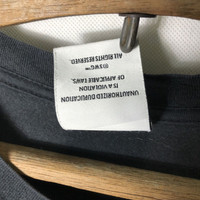 UNAUTHORIZED DUPLICATION
IS A VIOLATION
OF APPLICABLE LAWS.
ALL RIGHTS RESERVED.